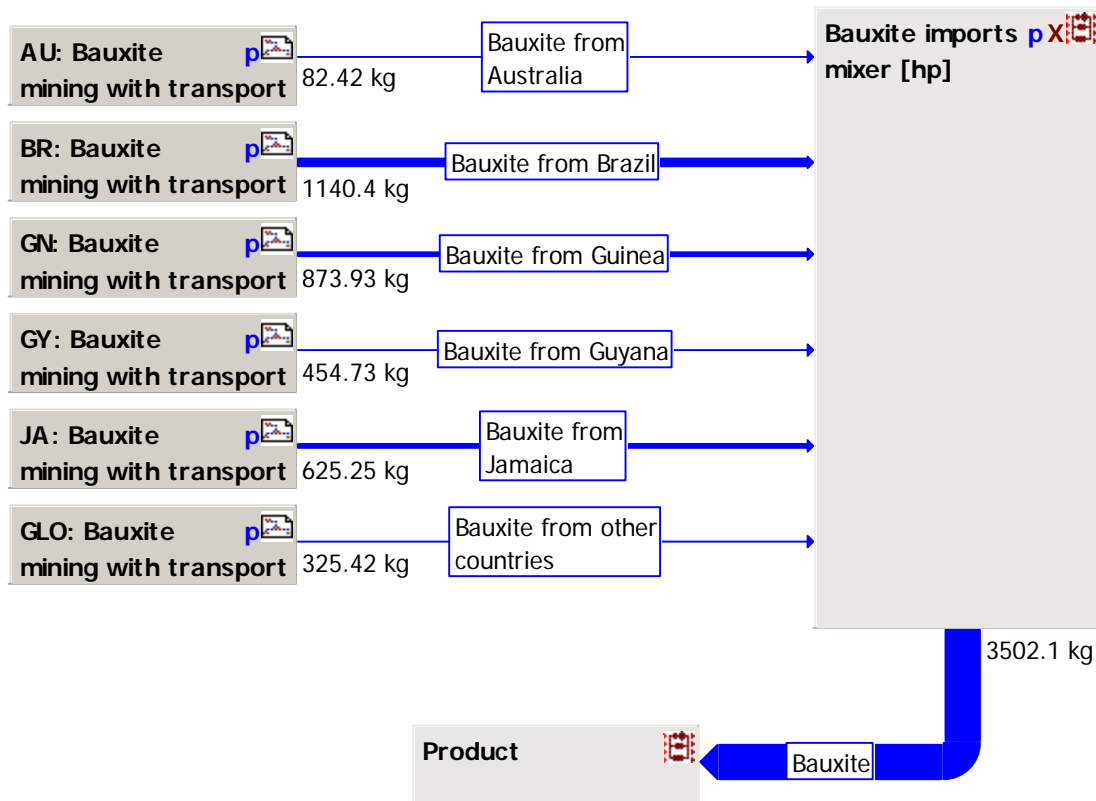 AU: Bauxite p
mining with transport
82.42 kg
Bauxite from
Australia
BR: Bauxite p
mining with transport
1140.4 kg
Bauxite from Brazil
GN: Bauxite p
mining with transport
873.93 kg
Bauxite from Guinea
GY: Bauxite p
mining with transport
454.73 kg
Bauxite from Guyana
JA: Bauxite p
mining with transport
625.25 kg
Bauxite from
Jamaica
GLO: Bauxite p
mining with transport
325.42 kg
Bauxite from other
countries
Bauxite imports p X
mixer [hp]
3502.1 kg
Bauxite
Product